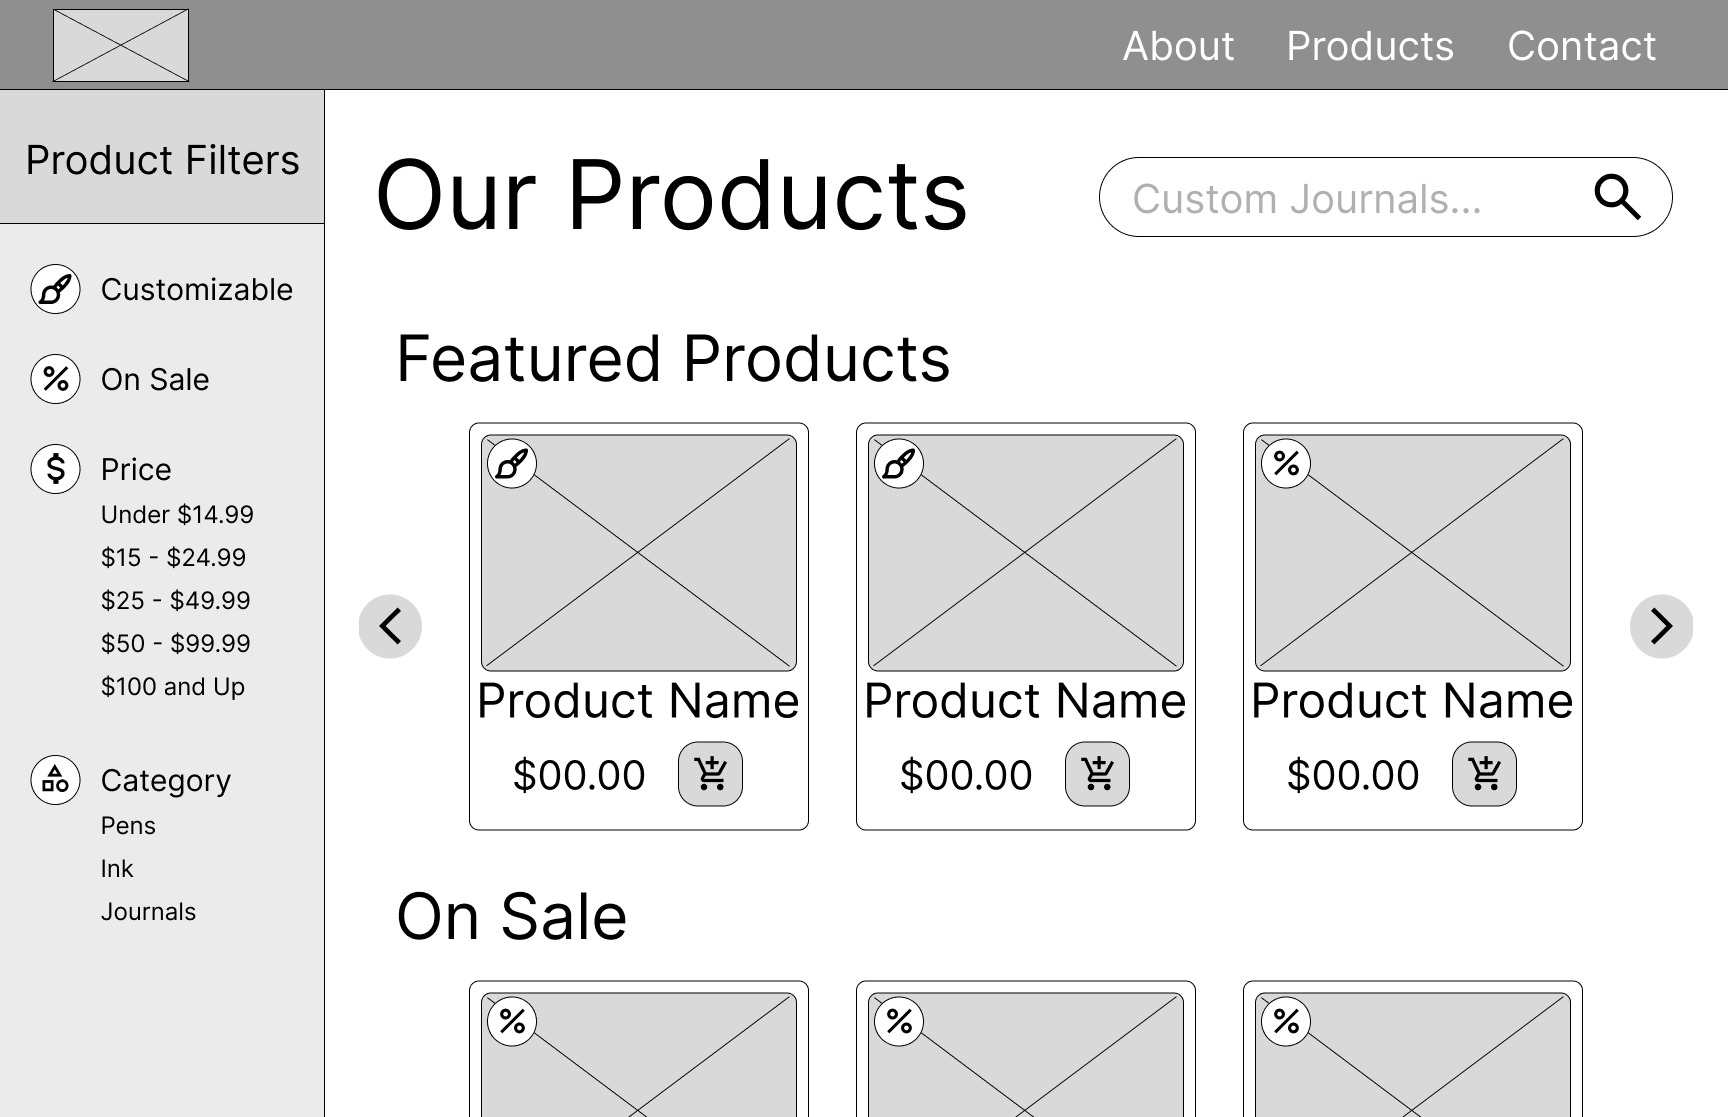 About Products Contact
Product Filters
Customizable
On Sale
Price
Under $14.99
$15 - $24.99
$25 - $49.99
$50 - $99.99
$100 and Up
Category
Pens
Ink
Journals
Our Products
Custom Journals...
Featured Products
Product Name
$00.00
Product Name
$00.00
Product Name
$00.00
On Sale